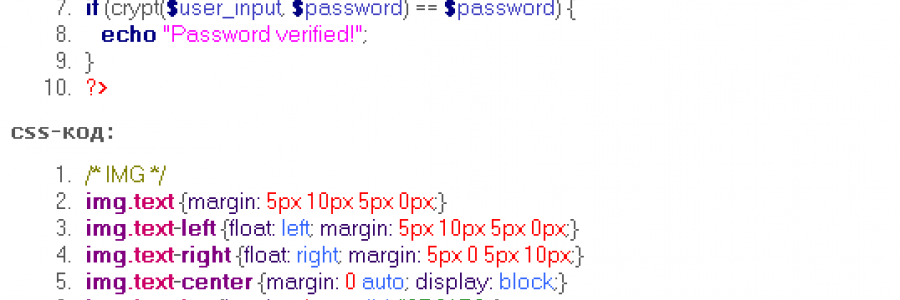 7. if (crypt($user_input, $password) == $password) {
8. echo "Password verified!";
9. }
10. ?>
css-код:
1. /* IMG */
2. img.text {margin: 5px 10px 5px 0px;}
3. img.text-left {float: left; margin: 5px 10px 5px 0px;}
4. img.text-right {float: right; margin: 5px 0 5px 10px;}
5. img.text-center {margin: 0 auto; display: block;}